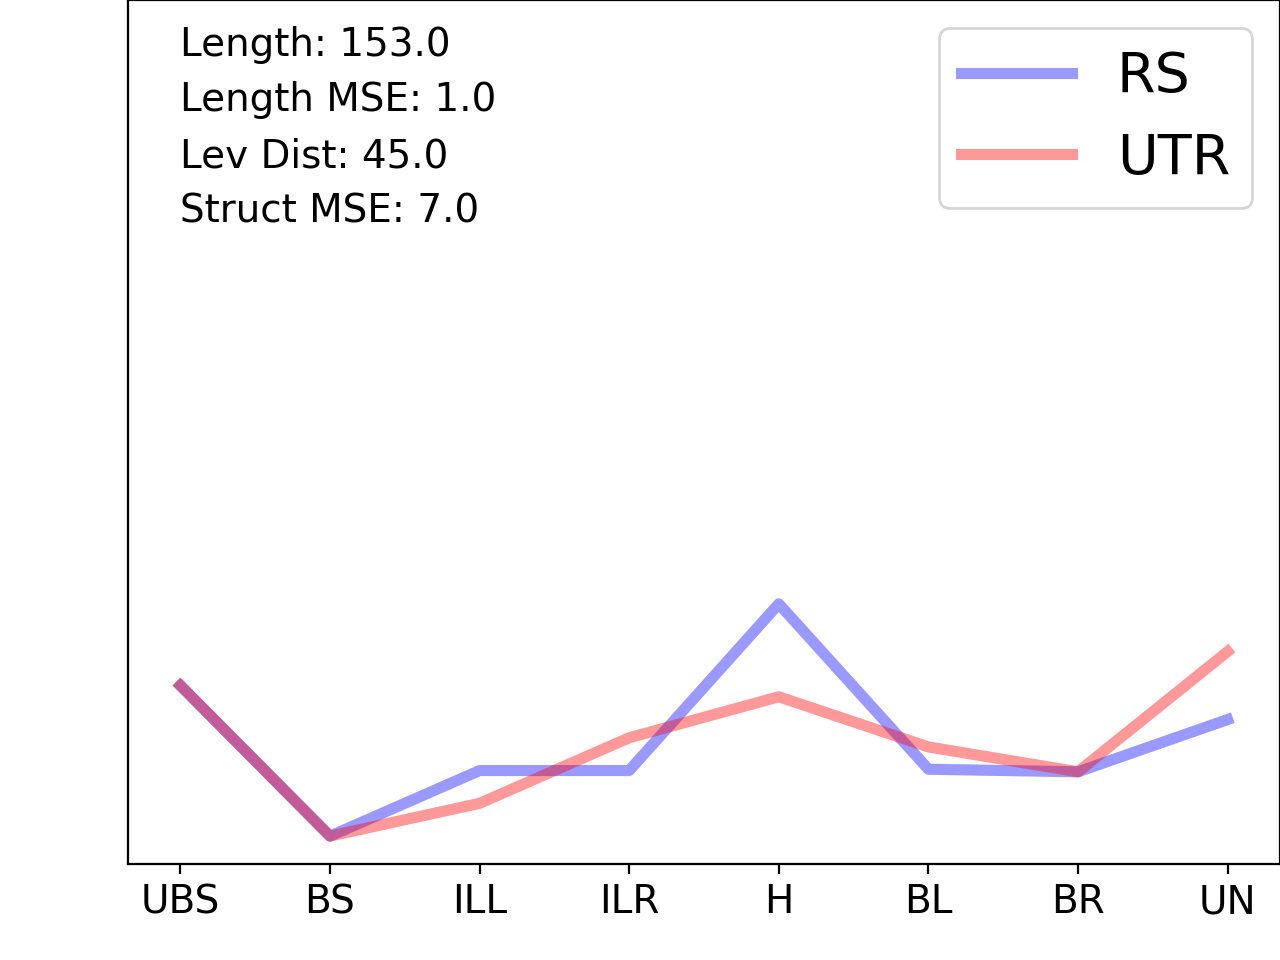 Length: 153.0
Length MSE: 1.0
Lev Dist: 45.0
Struct MSE: 7.0
RS
UTR
UBS BS ILL ILR H BL BR UN